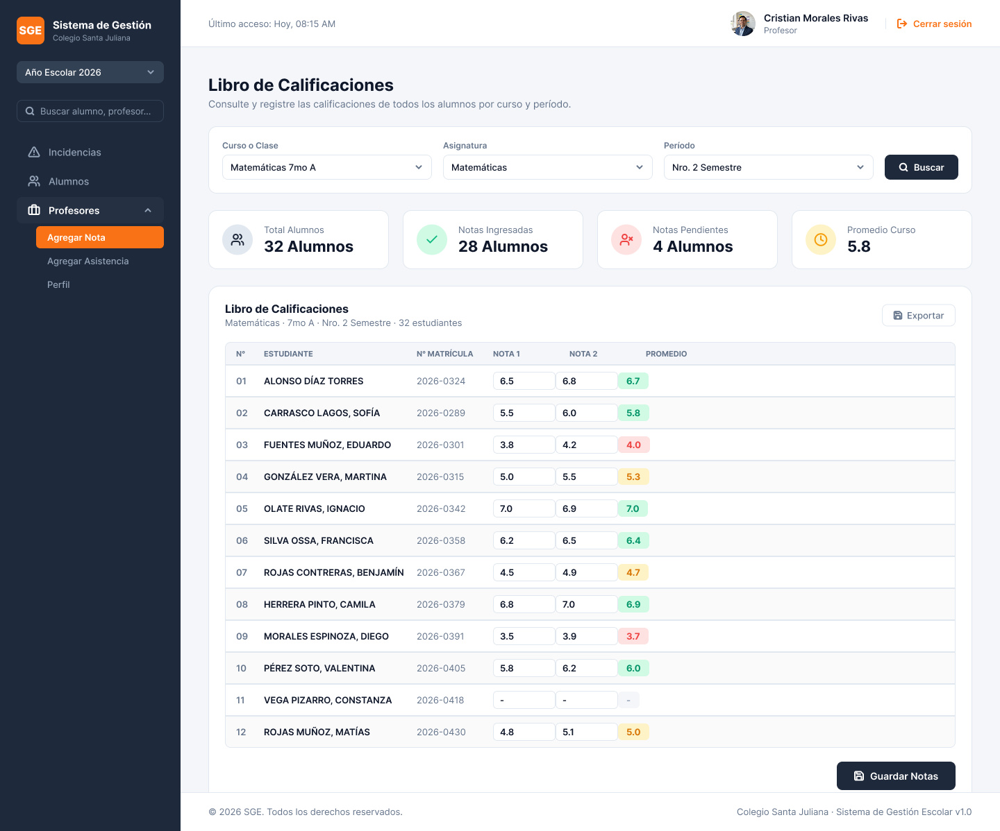 SGE
Sistema de Gestión
Colegio Santa Juliana
Año Escolar 2026
Buscar alumno, profesor...
Incidencias
Alumnos
Profesores
Agregar Nota
Agregar Asistencia
Perfil
Último acceso: Hoy, 08:15 AM
Cristian Morales Rivas
Profesor
Cerrar sesión
Libro de Calificaciones
Consulte y registre las calificaciones de todos los alumnos por curso y período.
Curso o Clase
Matemáticas 7mo A
Asignatura
Matemáticas
Período
Nro. 2 Semestre
Buscar
Total Alumnos
32 Alumnos
Notas Ingresadas
28 Alumnos
Notas Pendientes
4 Alumnos
Promedio Curso
5.8
Libro de Calificaciones
Matemáticas · 7mo A · Nro. 2 Semestre · 32 estudiantes
Exportar
N° ESTUDIANTE N° MATRÍCULA NOTA 1 NOTA 2 PROMEDIO
01 ALONSO DÍAZ TORRES 2026-0324 6.5 6.8 6.7
02 CARRASCO LAGOS, SOFÍA 2026-0289 5.5 6.0 5.8
03 FUENTES MUÑOZ, EDUARDO 2026-0301 3.8 4.2 4.0
04 GONZÁLEZ VERA, MARTINA 2026-0315 5.0 5.5 5.3
05 OLATE RIVAS, IGNACIO 2026-0342 7.0 6.9 7.0
06 SILVA OSSA, FRANCISCA 2026-0358 6.2 6.5 6.4
07 ROJAS CONTRERAS, BENJAMÍN 2026-0367 4.5 4.9 4.7
08 HERRERA PINTO, CAMILA 2026-0379 6.8 7.0 6.9
09 MORALES ESPINOZA, DIEGO 2026-0391 3.5 3.9 3.7
10 PÉREZ SOTO, VALENTINA 2026-0405 5.8 6.2 6.0
11 VEGA PIZARRO, CONSTANZA 2026-0418 - - -
12 ROJAS MUÑOZ, MATÍAS 2026-0430 4.8 5.1 5.0
Guardar Notas
© 2026 SGE. Todos los derechos reservados.
Colegio Santa Juliana · Sistema de Gestión Escolar v1.0